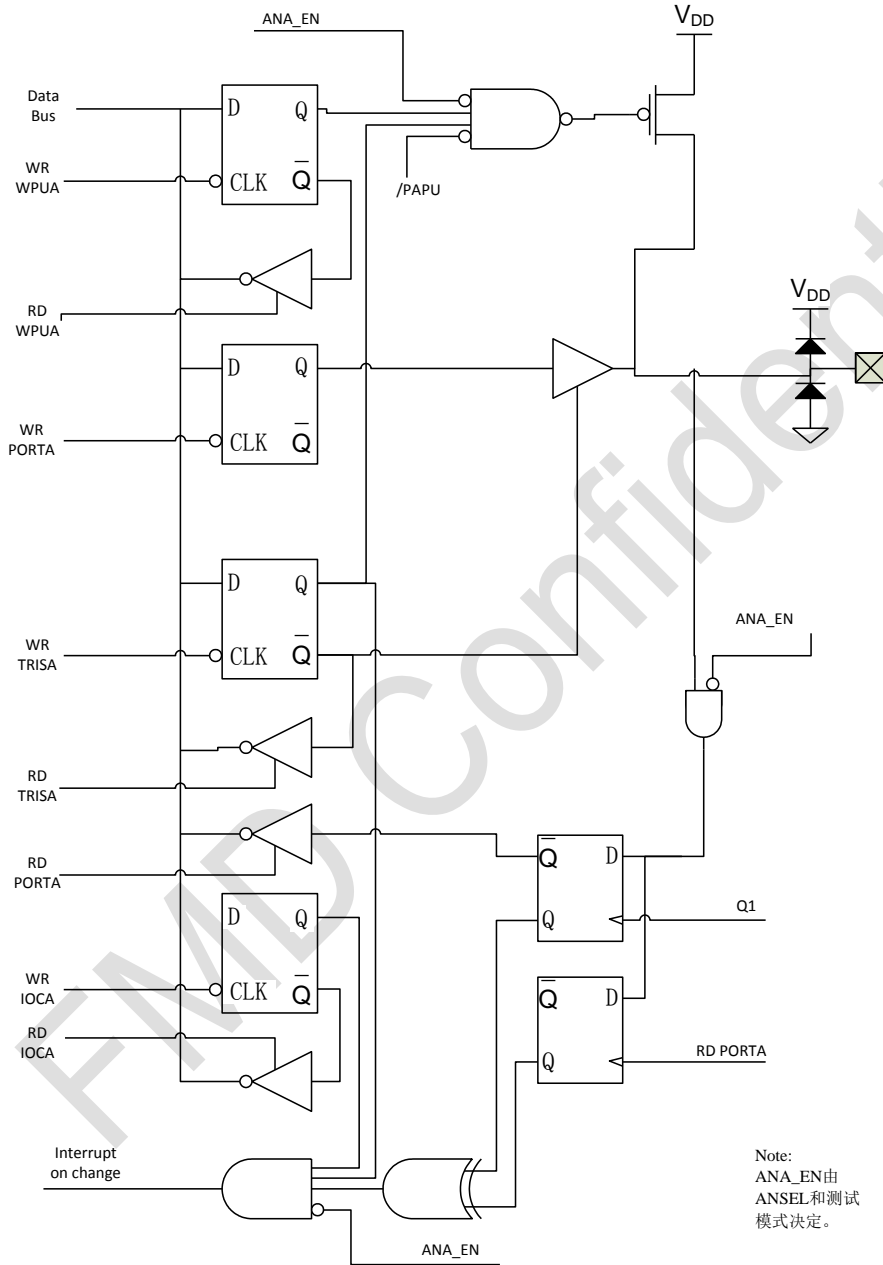 ANA_EN
VDD
Data
Bus
D Q
WR
WPUA
CLK Q̅
/PAPU
RD
WPUA
VDD
D Q
WR
PORTA
CLK Q̅
D Q
ANA_EN
WR
TRISA
CLK Q̅
RD
TRISA
RD
PORTA
Q̅ D
Q
Q1
D Q
WR
IOCA
CLK Q̅
RD
IOCA
Q̅ D
Q
RD PORTA
Interrupt
on change
ANA_EN
Note:
ANA_EN由
ANSEL和测试
模式决定。
FMD Confident